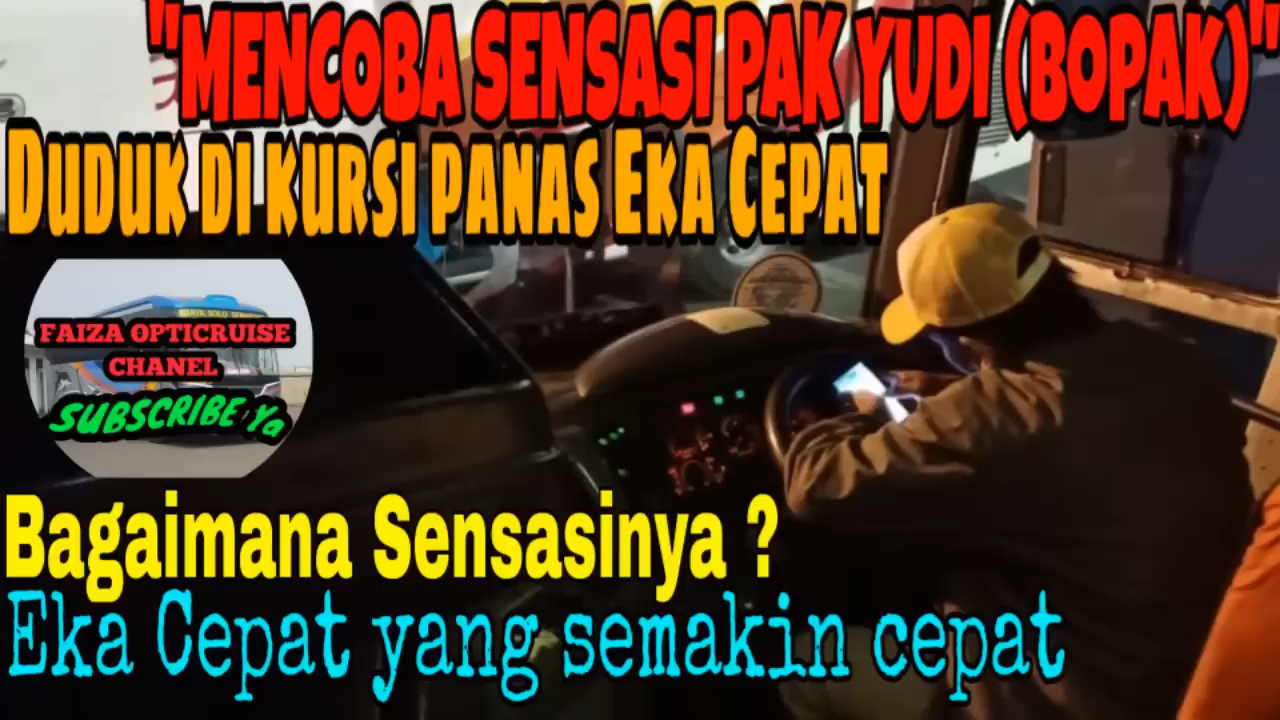 "MENCOBA SENSASI PAK YUDI (BOPAK)"
DUDUK DI KURSI PANAS EKA CEPAT
FAIZA OPTICRUISE
CHANEL
SUBSCRIBE Ya
Bagaimana Sensasinya ?
Eka Cepat yang semakin cepat